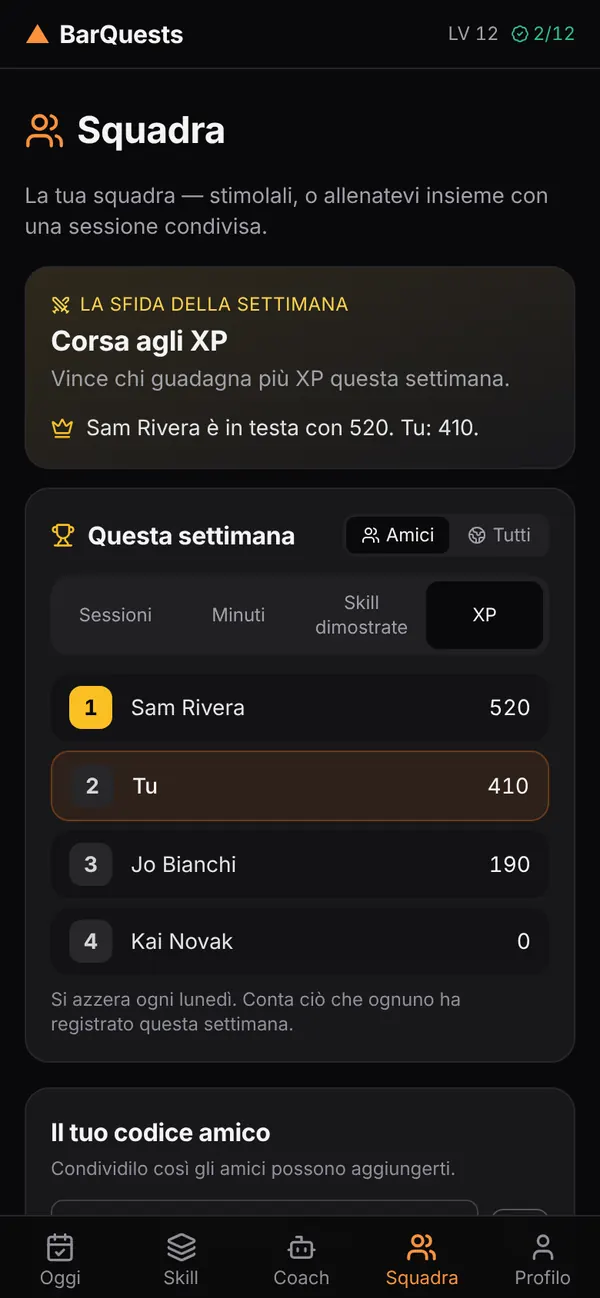 BarQuests
LV 12
2/12
Squadra
La tua squadra — stimolali, o allenatevi insieme con
una sessione condivisa.
LA SFIDA DELLA SETTIMANA
Corsa agli XP
Vince chi guadagna più XP questa settimana.
Sam Rivera è in testa con 520. Tu: 410.
Questa settimana
Amici
Tutti
Sessioni
Minuti
Skill
dimostrate
XP
1 Sam Rivera 520
2 Tu 410
3 Jo Bianchi 190
4 Kai Novak 0
Si azzera ogni lunedì. Conta ciò che ognuno ha
registrato questa settimana.
Il tuo codice amico
Condividilo così gli amici possono aggiungerti.
Oggi
Skill
Coach
Squadra
Profilo